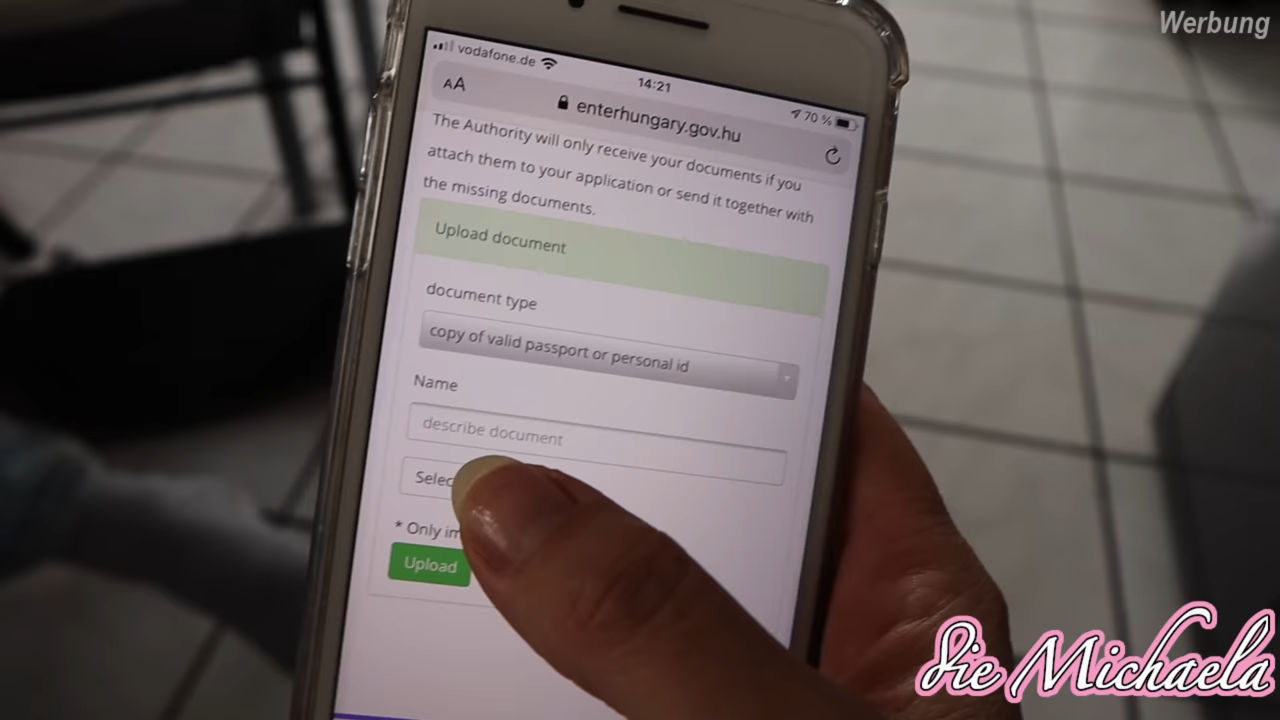 Werbung
vodafone.de
14:21
70 %
AA
enterhungary.gov.hu
The Authority will only receive your documents if you
attach them to your application or send it together with
the missing documents.
Upload document
document type
copy of valid passport or personal id
Name
describe document
* Only
Upload
Die Michaela